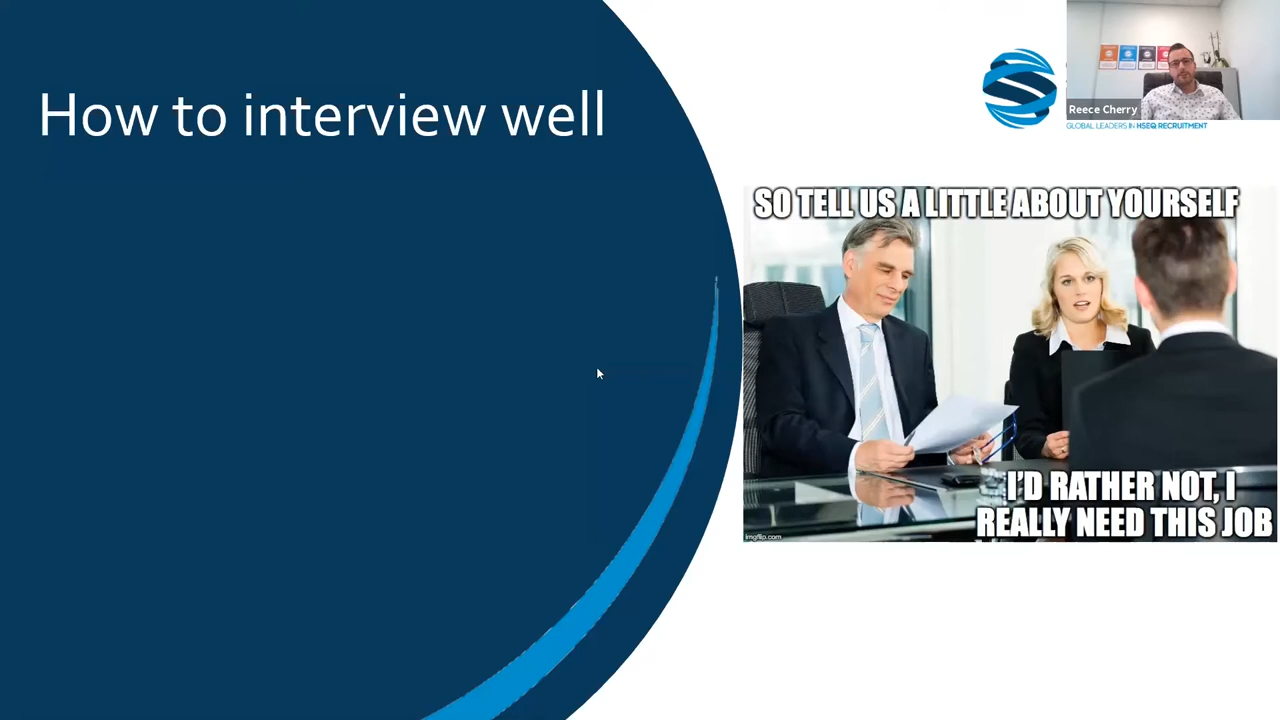 How to interview well
Reece Cherry
GLOBAL LEADERS IN HSEQ RECRUITMENT
SO TELL US A LITTLE ABOUT YOURSELF
I'D RATHER NOT, I
REALLY NEED THIS JOB
imgflip.com